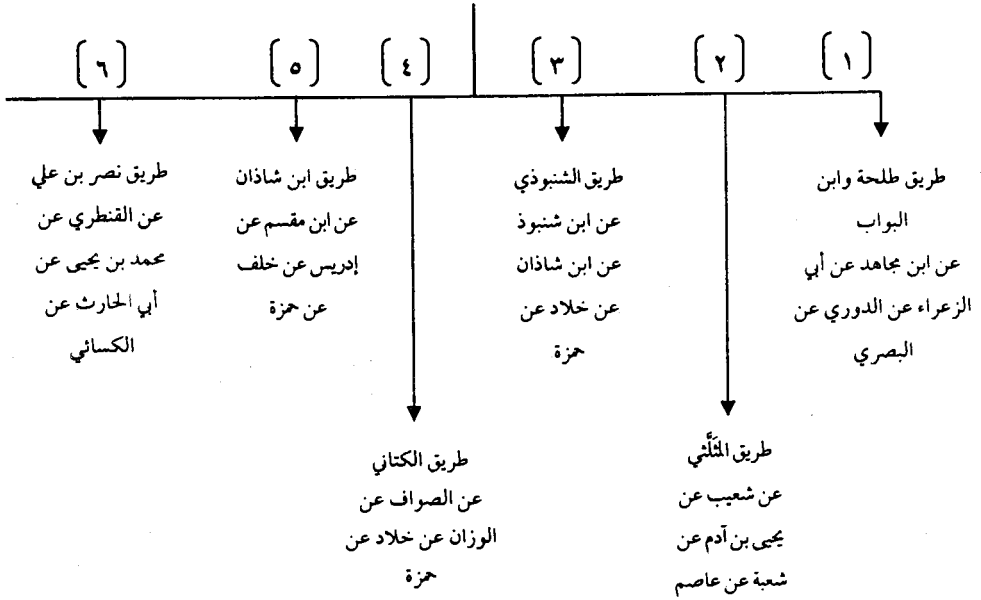 [١]
طريق طلحة وابن
البواب
عن ابن مجاهد عن أبي
الزعراء عن الدوري عن
البصري
[٢]
طريق المثَلَّثي
عن شعيب عن
يحيى بن آدم عن
شعبة عن عاصم
[٣]
طريق الشنبوذي
عن ابن شنبوذ
عن ابن شاذان
عن خلاد عن
حمزة
[٤]
طريق الكتاني
عن الصواف عن
الوزان عن خلاد عن
حمزة
[٥]
طريق ابن شاذان
عن ابن مقسم عن
إدريس عن خلف
عن حمزة
[٦]
طريق نصر بن علي
عن القنطري عن
محمد بن يحيى عن
أبي الحارث عن
الكسائي